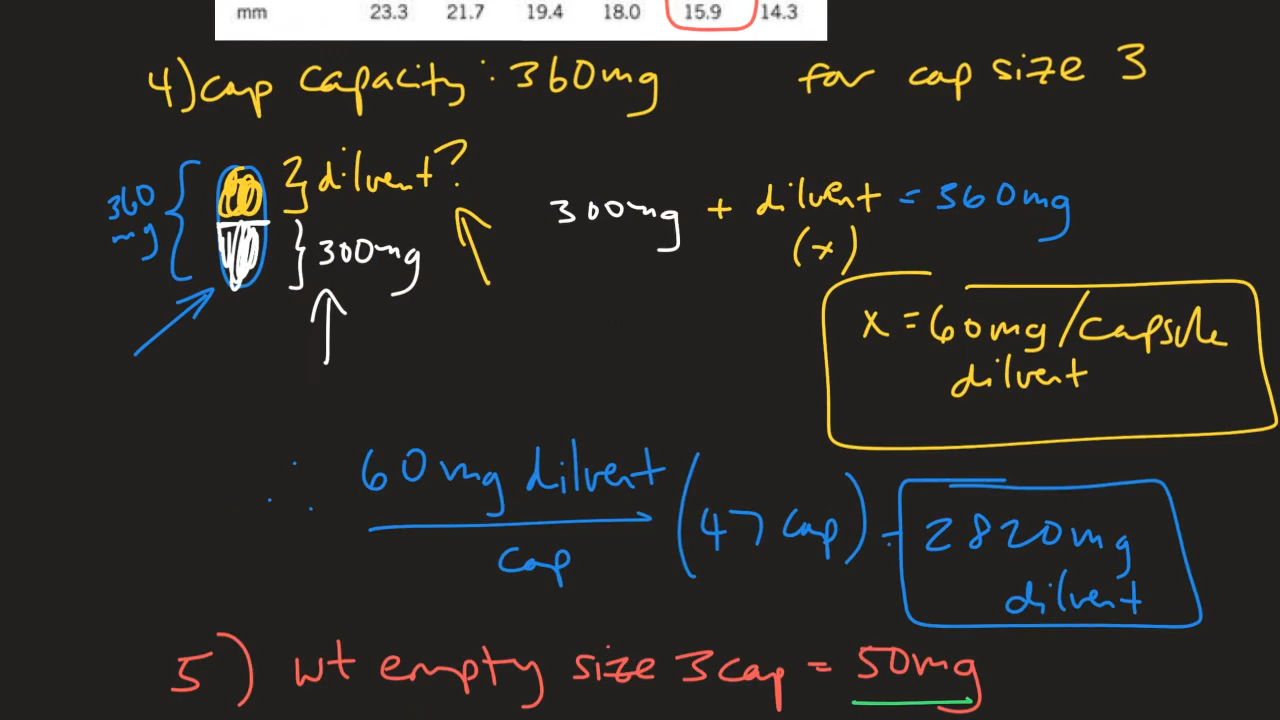 mm 23.3 21.7 19.4 18.0 15.9 14.3
4) cap capacity : 360mg for cap size 3
360 mg } diluent?
300mg + diluent = 360mg
(x)
} 300mg
x = 60mg/capsule
diluent
∴ 60mg diluent (47 cap) = 2820mg
cap diluent
5) wt empty size 3 cap = 50mg